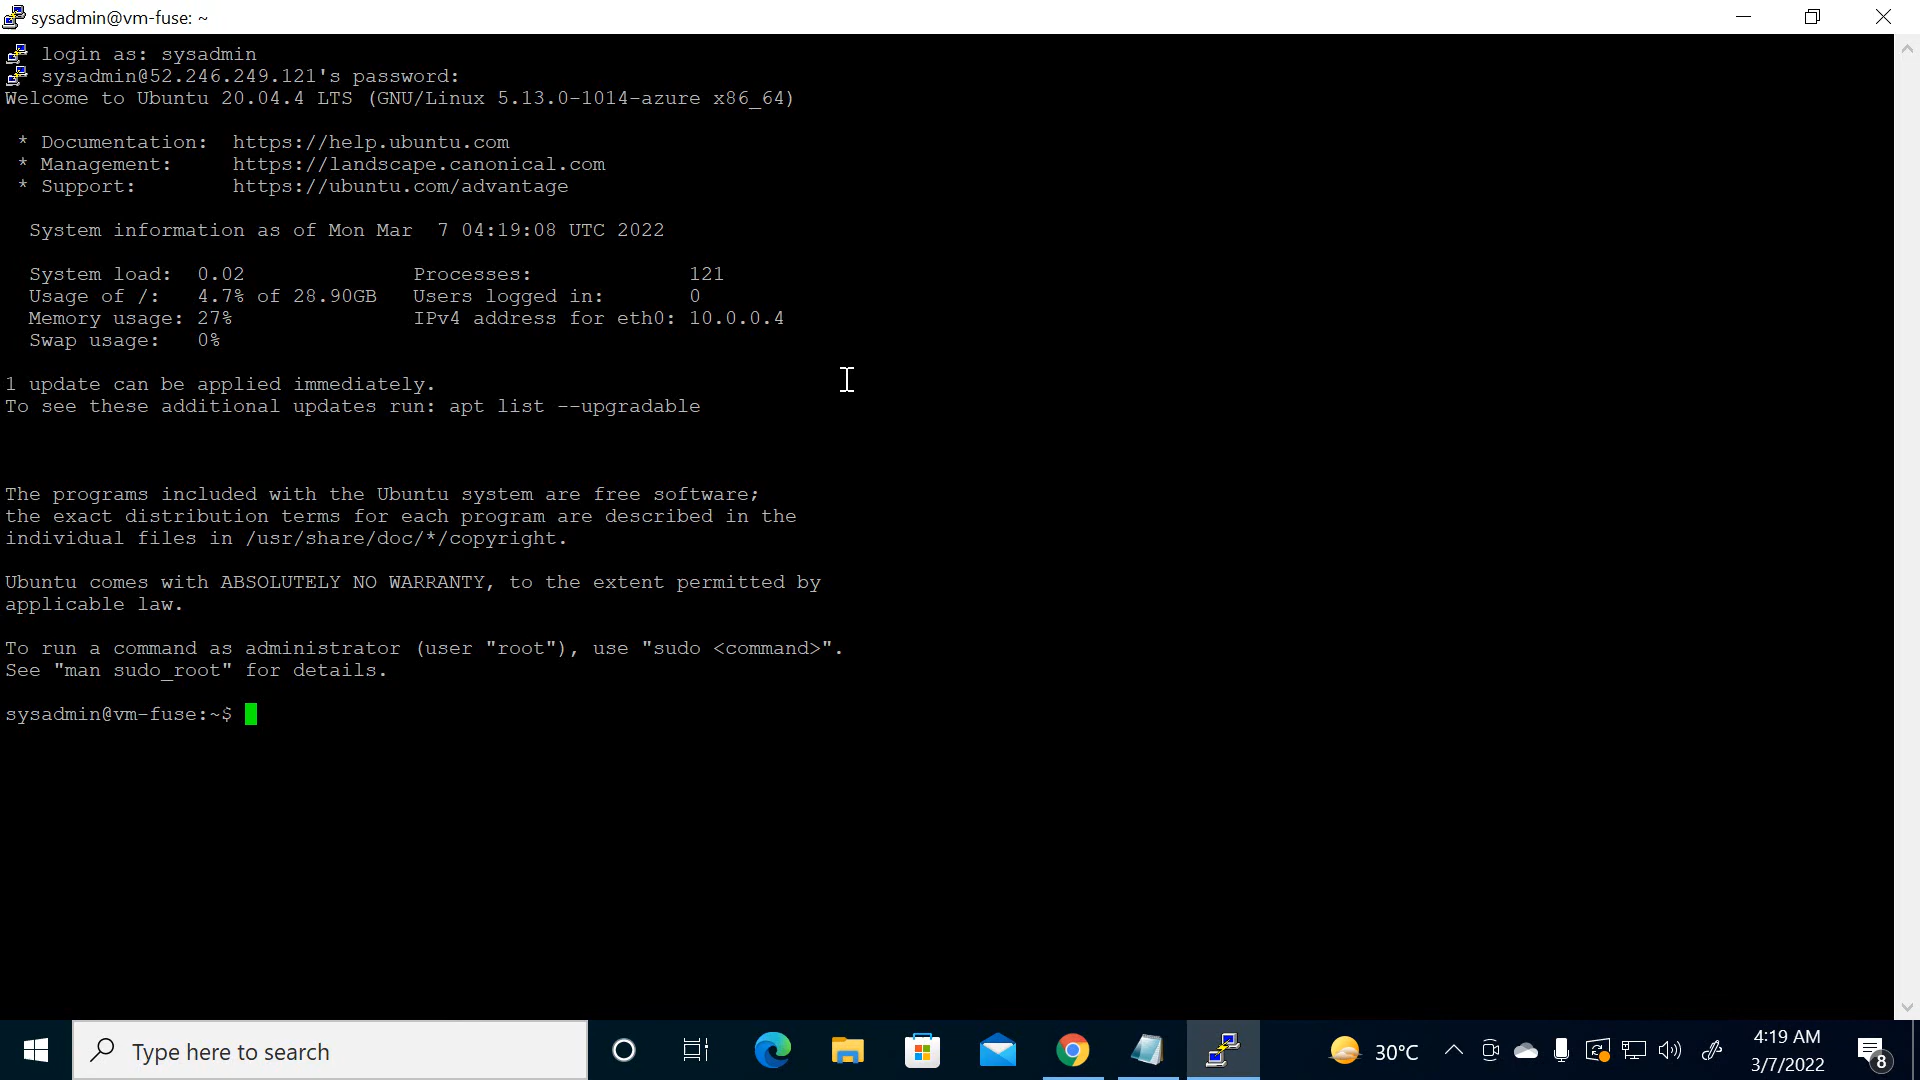 sysadmin@vm-fuse: ~
login as: sysadmin
sysadmin@52.246.249.121's password:
Welcome to Ubuntu 20.04.4 LTS (GNU/Linux 5.13.0-1014-azure x86_64)
* Documentation:  https://help.ubuntu.com
* Management:     https://landscape.canonical.com
* Support:        https://ubuntu.com/advantage
System information as of Mon Mar  7 04:19:08 UTC 2022
System load:  0.02              Processes:             121
Usage of /:   4.7% of 28.90GB   Users logged in:       0
Memory usage: 27%               IPv4 address for eth0: 10.0.0.4
Swap usage:   0%
1 update can be applied immediately.
To see these additional updates run: apt list --upgradable
The programs included with the Ubuntu system are free software;
the exact distribution terms for each program are described in the
individual files in /usr/share/doc/*/copyright.
Ubuntu comes with ABSOLUTELY NO WARRANTY, to the extent permitted by
applicable law.
To run a command as administrator (user "root"), use "sudo <command>".
See "man sudo_root" for details.
sysadmin@vm-fuse:~$
Type here to search
30°C
4:19 AM
3/7/2022
8